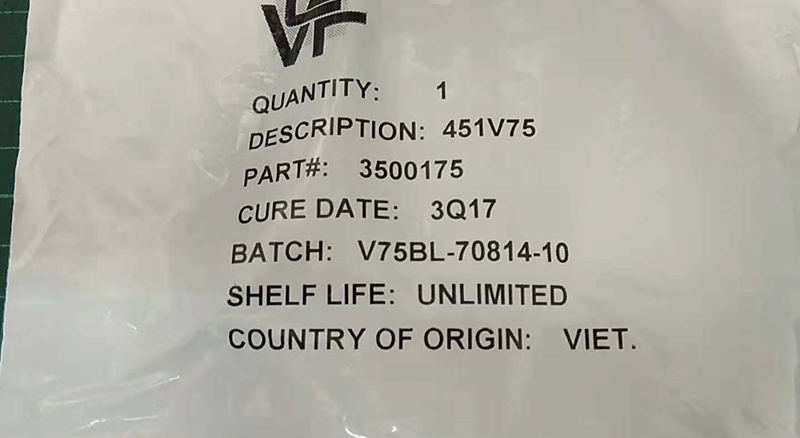 VF
QUANTITY: 1
DESCRIPTION: 451V75
PART#: 3500175
CURE DATE: 3Q17
BATCH: V75BL-70814-10
SHELF LIFE: UNLIMITED
COUNTRY OF ORIGIN: VIET.